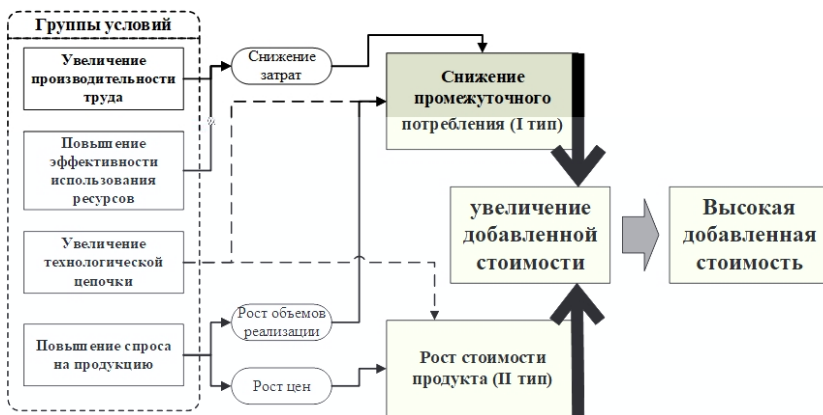 Группы условий
Увеличение
производительности
труда
Снижение
затрат
Снижение
промежуточного
потребления (I тип)
Повышение
эффективности
использования
ресурсов
увеличение
добавленной
стоимости
Высокая
добавленная
стоимость
Увеличение
технологической
цепочки
Рост объемов
реализации
Повышение спроса
на продукцию
Рост цен
Рост стоимости
продукта (II тип)